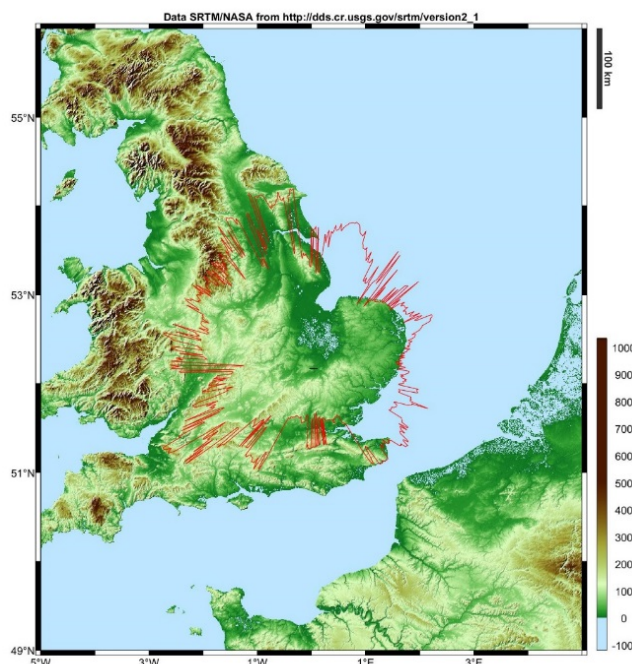 Data SRTM/NASA from http://dds.cr.usgs.gov/srtm/version2_1
100 km
55°N
53°N
51°N
49°N
5°W
3°W
1°W
1°E
3°E
1000
900
800
700
600
500
400
300
200
100
0
-100